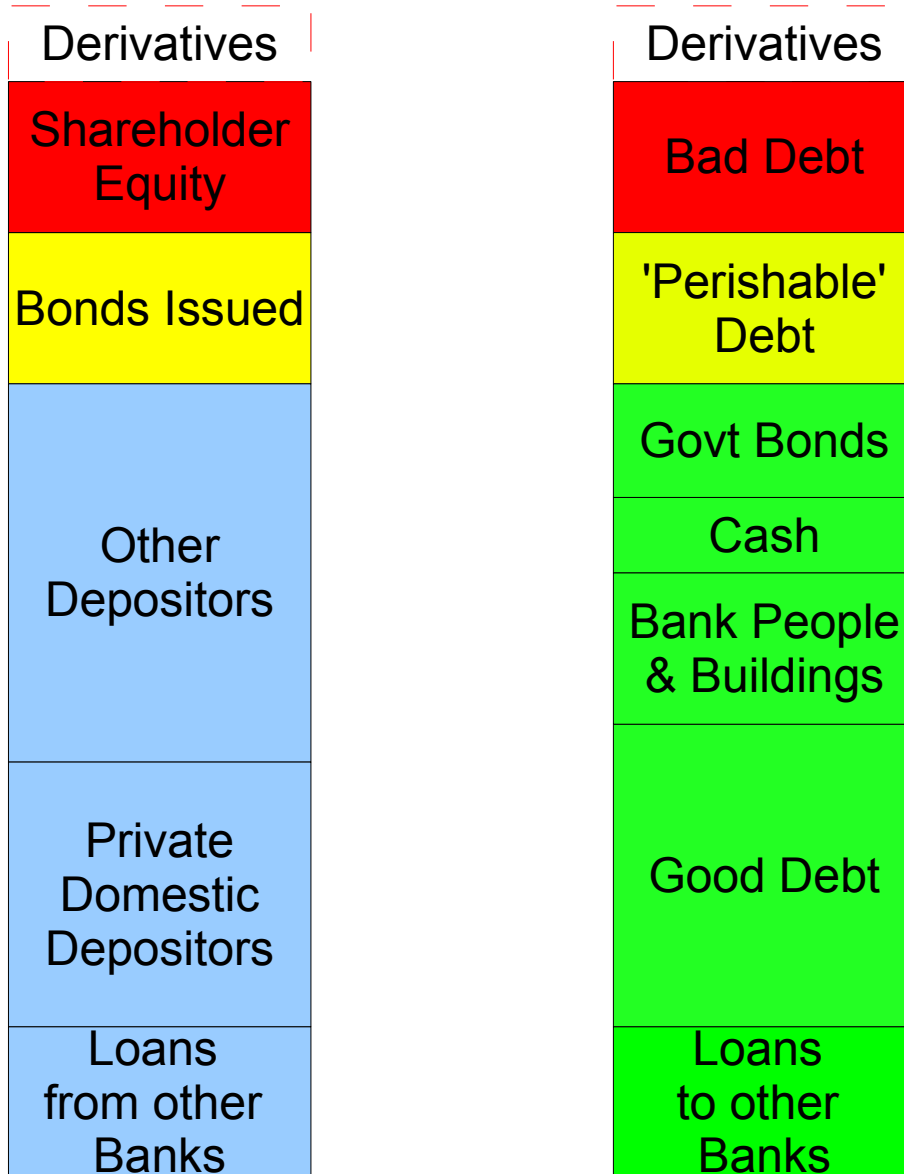 Derivatives
Shareholder
Equity
Bonds Issued
Other
Depositors
Private
Domestic
Depositors
Loans
from other
Banks
Derivatives
Bad Debt
'Perishable'
Debt
Govt Bonds
Cash
Bank People
& Buildings
Good Debt
Loans
to other
Banks